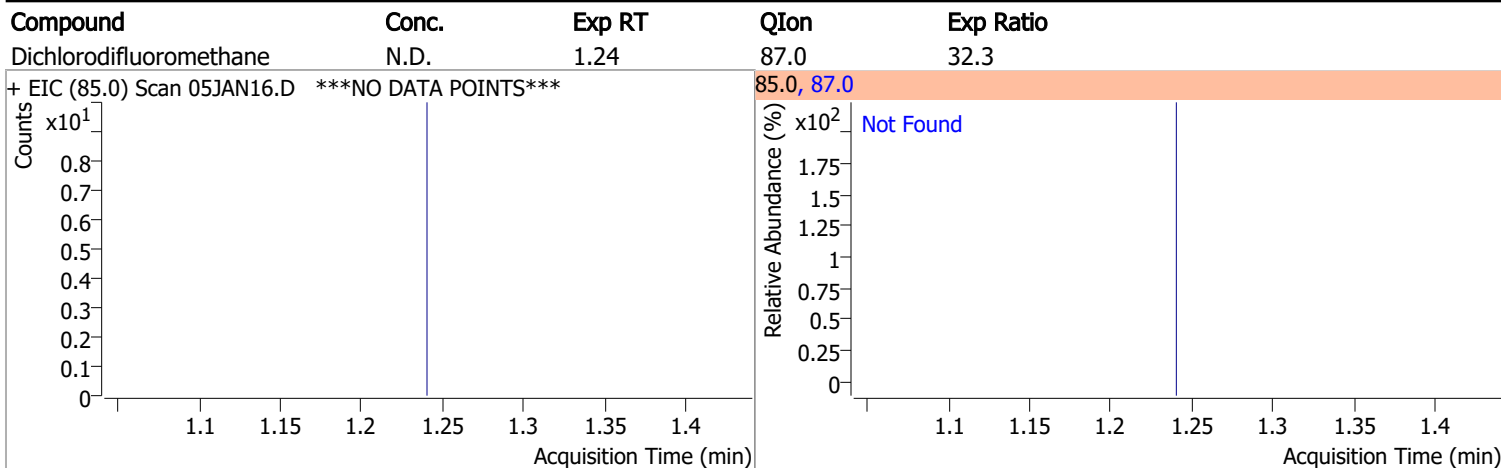 Compound Conc. Exp RT QIon Exp Ratio
Dichlorodifluoromethane N.D. 1.24 87.0 32.3
+ EIC (85.0) Scan 05JAN16.D ***NO DATA POINTS***
Counts
x10¹
0.8
0.7
0.6
0.5
0.4
0.3
0.2
0.1
0
1.1 1.15 1.2 1.25 1.3 1.35 1.4
Acquisition Time (min)
85.0, 87.0
Relative Abundance (%)
x10²
Not Found
1.75
1.5
1.25
1
0.75
0.5
0.25
0
1.1 1.15 1.2 1.25 1.3 1.35 1.4
Acquisition Time (min)